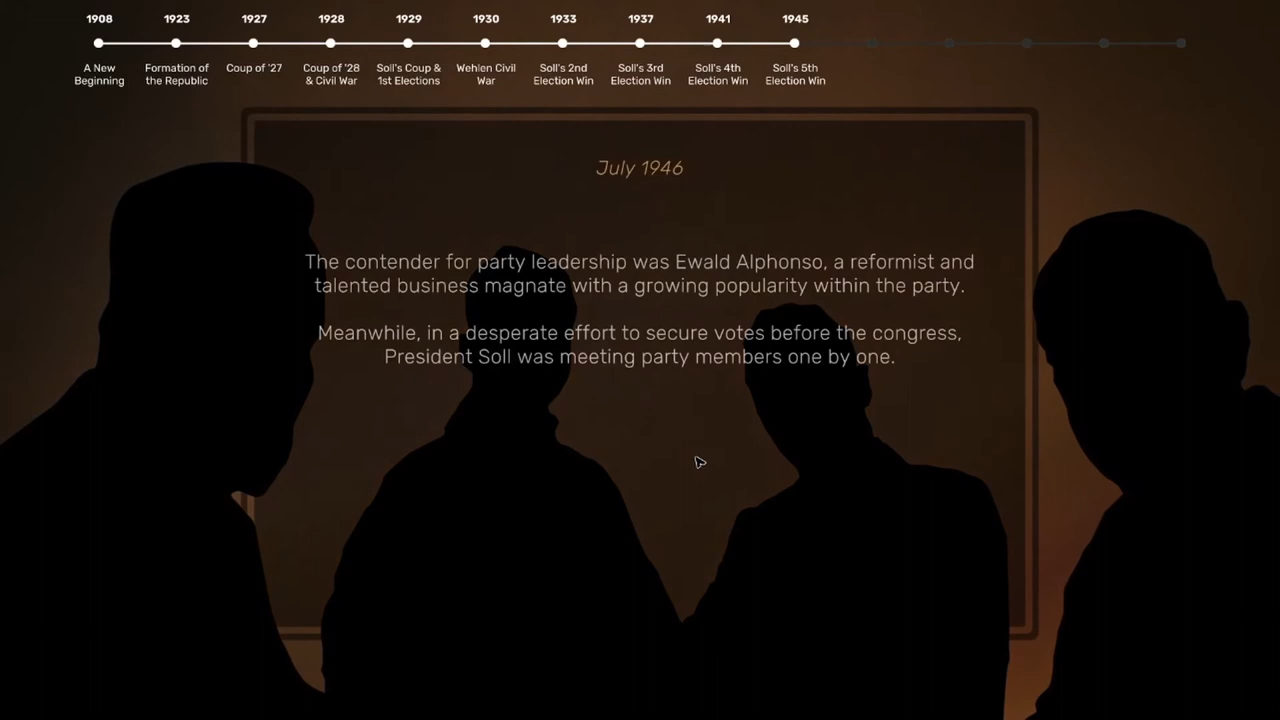 1908 1923 1927 1928 1929 1930 1933 1937 1941 1945
A New Beginning
Formation of the Republic
Coup of '27
Coup of '28 & Civil War
Soll's Coup & 1st Elections
Wehlen Civil War
Soll's 2nd Election Win
Soll's 3rd Election Win
Soll's 4th Election Win
Soll's 5th Election Win
July 1946
The contender for party leadership was Ewald Alphonso, a reformist and
talented business magnate with a growing popularity within the party.
Meanwhile, in a desperate effort to secure votes before the congress,
President Soll was meeting party members one by one.